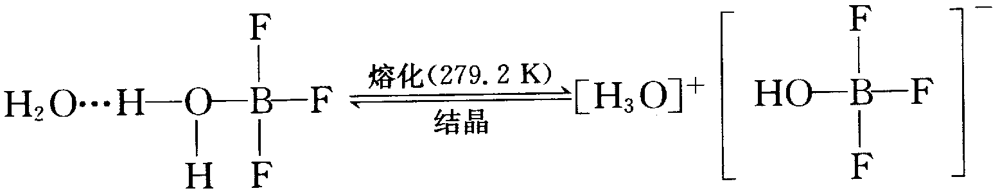 F F
H₂O···H—O—B—F 熔化(279.2 K) [H₃O]⁺ [HO—B—F]⁻
结晶
H F F